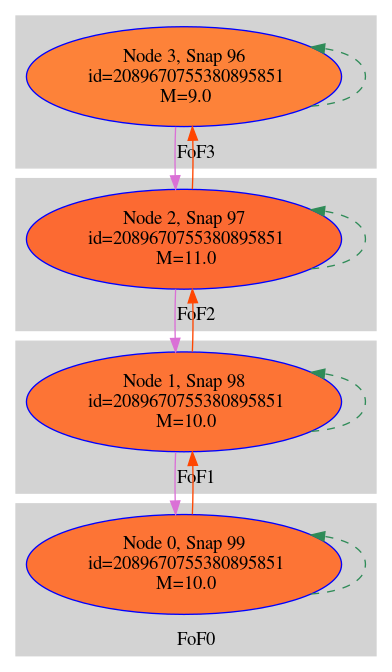 Node 3, Snap 96
id=2089670755380895851
M=9.0
FoF3
Node 2, Snap 97
id=2089670755380895851
M=11.0
FoF2
Node 1, Snap 98
id=2089670755380895851
M=10.0
FoF1
Node 0, Snap 99
id=2089670755380895851
M=10.0
FoF0